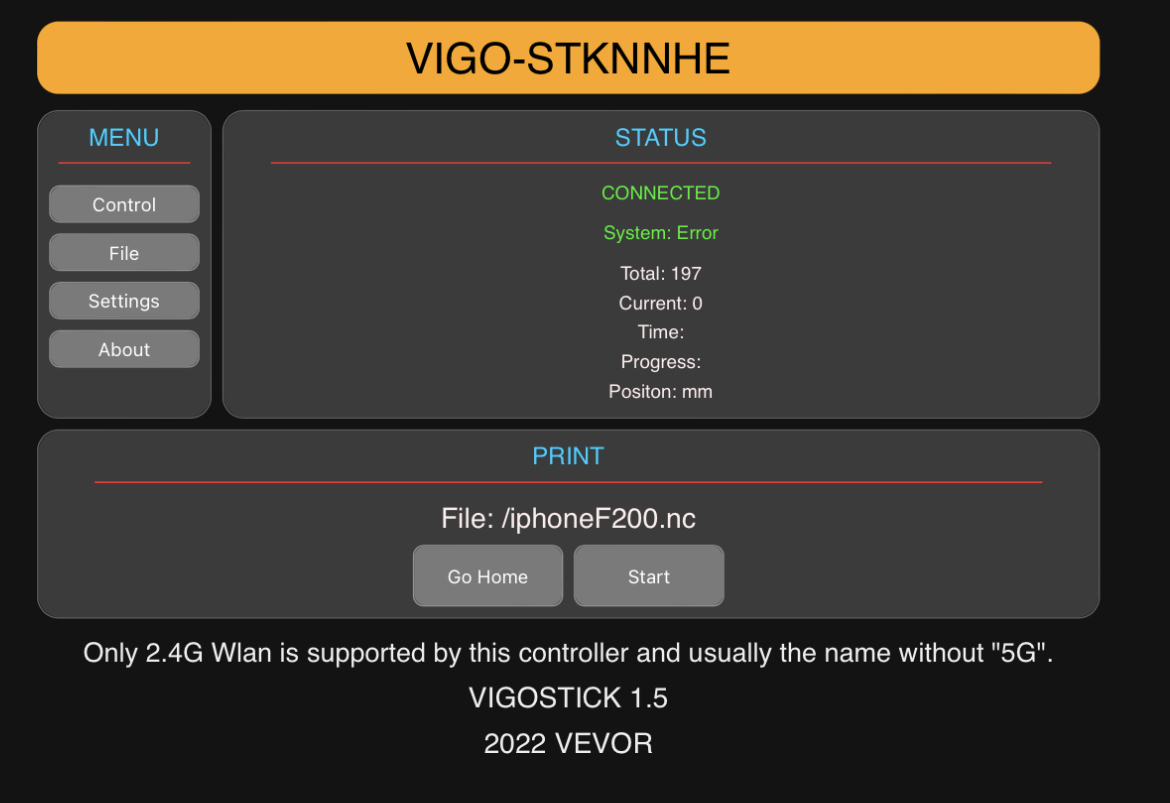 VIGO-STKNNHE
MENU
Control
File
Settings
About
STATUS
CONNECTED
System: Error
Total: 197
Current: 0
Time:
Progress:
Positon: mm
PRINT
File: /iphoneF200.nc
Go Home
Start
Only 2.4G Wlan is supported by this controller and usually the name without "5G".
VIGOSTICK 1.5
2022 VEVOR